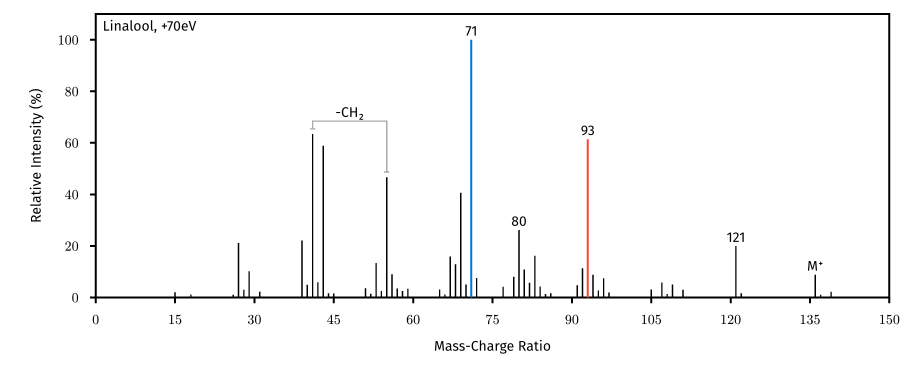 Linalool, +70eV
71
100
-CH₂
80
93
60
Relative Intensity (%)
40
80
121
20
M⁺
0
0 15 30 45 60 75 90 105 120 135 150
Mass-Charge Ratio